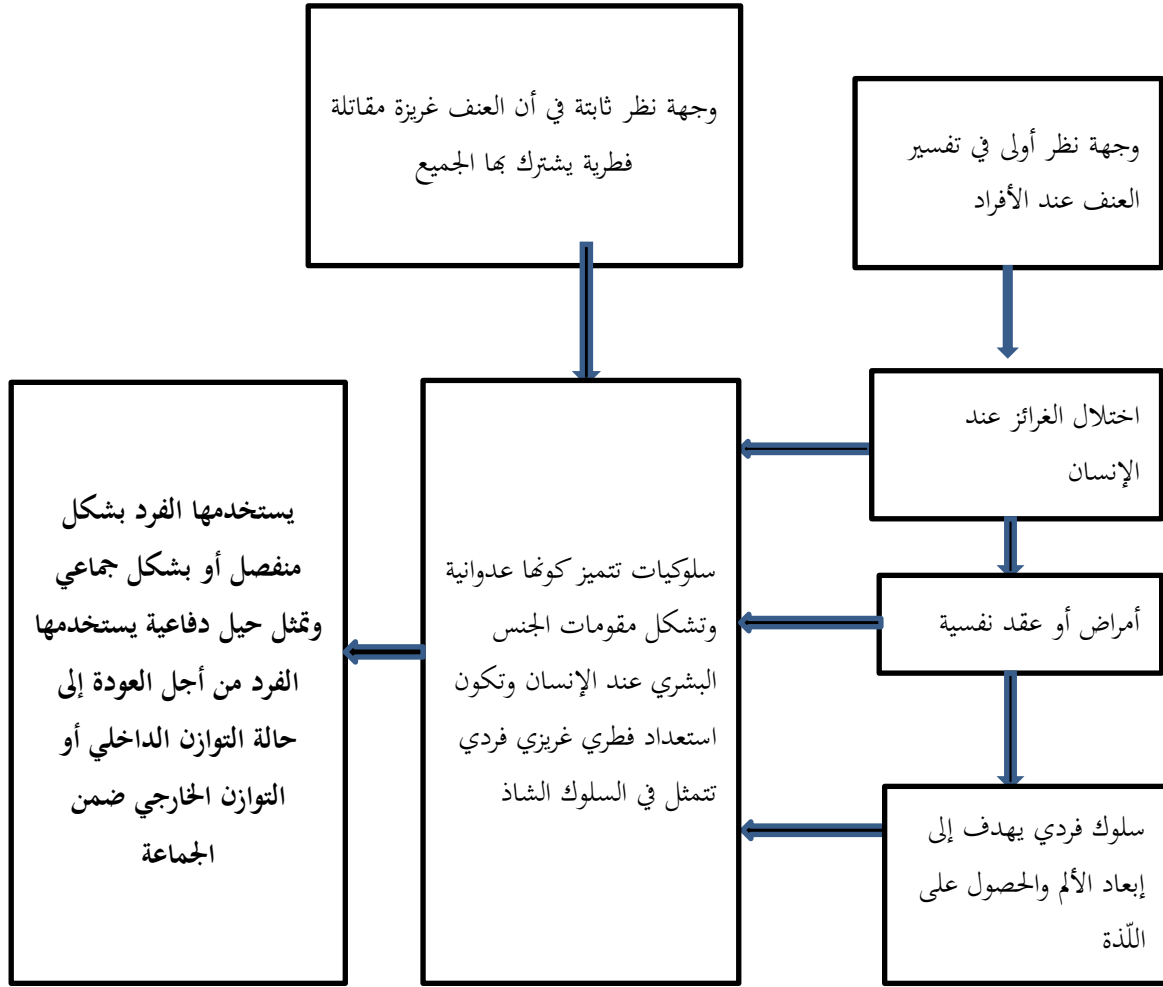 وجهة نظر أولى في تفسير
العنف عند الأفراد
وجهة نظر ثابتة في أن العنف غريزة مقاتلة
فطرية يشترك بها الجميع
اختلال الغرائز عند
الإنسان
أمراض أو عقد نفسية
سلوك فردي يهدف إلى
إبعاد الألم والحصول على
اللّذة
سلوكيات تتميز كونها عدوانية
وتشكل مقومات الجنس
البشري عند الإنسان وتكون
استعداد فطري غريزي فردي
تتمثل في السلوك الشاذ
يستخدمها الفرد بشكل
منفصل أو بشكل جماعي
وتمثل حيل دفاعية يستخدمها
الفرد من أجل العودة إلى
حالة التوازن الداخلي أو
التوازن الخارجي ضمن
الجماعة